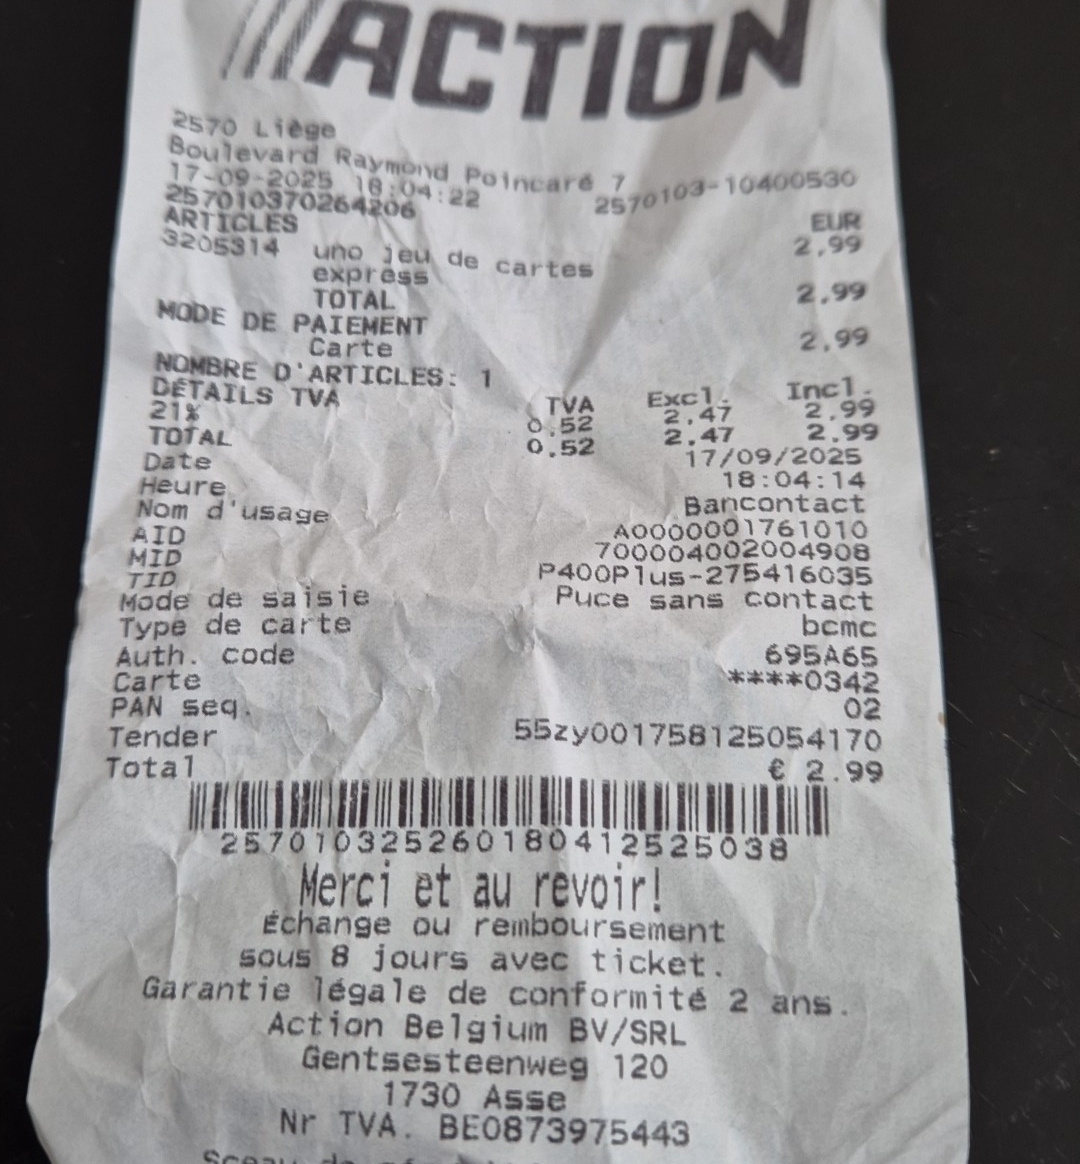 ACTION
2570 Liège
Boulevard Raymond Poincaré 7
17-09-2025 18:04:22 2570103-10400530
257010370264206
ARTICLES EUR
3205314 uno jeu de cartes 2,99
express
TOTAL 2,99
MODE DE PAIEMENT
Carte 2,99
NOMBRE D'ARTICLES: 1
DÉTAILS TVA TVA Excl. Incl.
21% 0,52 2,47 2,99
TOTAL 0,52 2,47 2,99
Date 17/09/2025
Heure 18:04:14
Nom d'usage Bancontact
AID A0000001761010
MID 700004002004908
TID P400Plus-275416035
Mode de saisie Puce sans contact
Type de carte bcmc
Auth. code 695A65
Carte ****0342
PAN seq. 02
Tender 55zy001758125054170
Total € 2.99
257010325260180412525038
Merci et au revoir!
Échange ou remboursement
sous 8 jours avec ticket.
Garantie légale de conformité 2 ans.
Action Belgium BV/SRL
Gentsesteenweg 120
1730 Asse
Nr TVA. BE0873975443